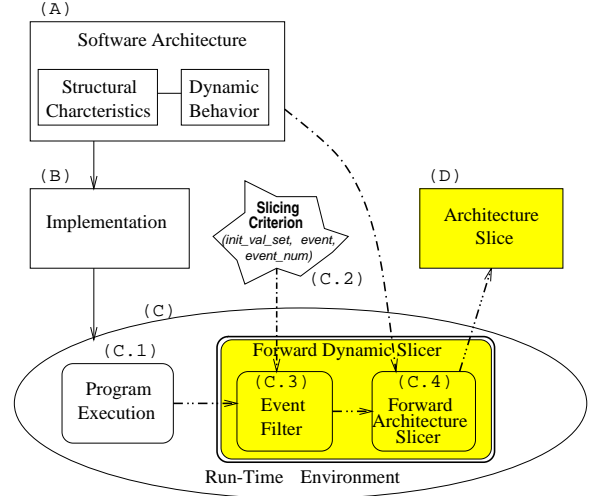 (A)
Software Architecture
Structural
Charcteristics
Dynamic
Behavior
(B)
Implementation
Slicing
Criterion
(init_val_set, event,
event_num)
(C.2)
(D)
Architecture
Slice
(C)
(C.1)
Program
Execution
Forward Dynamic Slicer
(C.3)
Event
Filter
(C.4)
Forward
Architecture
Slicer
Run-Time Environment